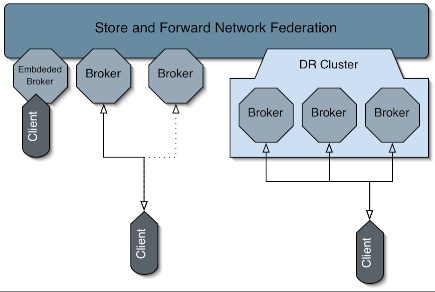 Store and Forward Network Federation
Embdeded
Broker
Broker
Broker
DR Cluster
Broker
Broker
Broker
Client
Client
Client